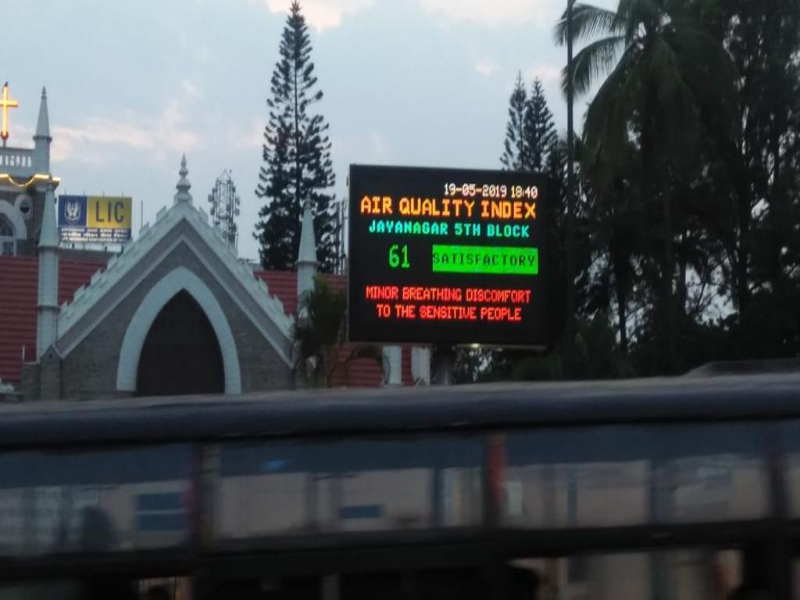 LIC
19-05-2019 18:40
AIR QUALITY INDEX
JAYANAGAR 5TH BLOCK
61 SATISFACTORY
MINOR BREATHING DISCOMFORT
TO THE SENSITIVE PEOPLE